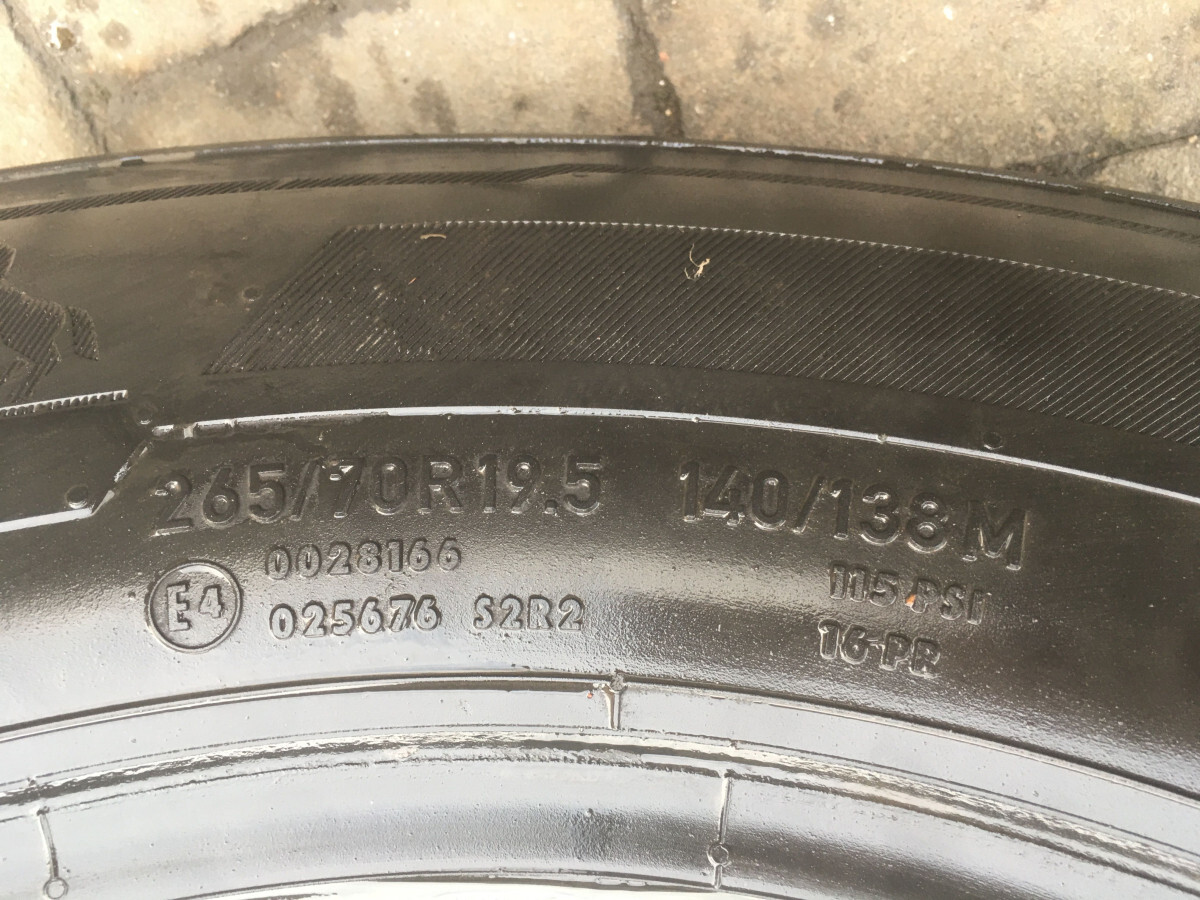 265/70R19.5 140/138M
E4 0028166 115 PSI
025676 S2R2 16 PR